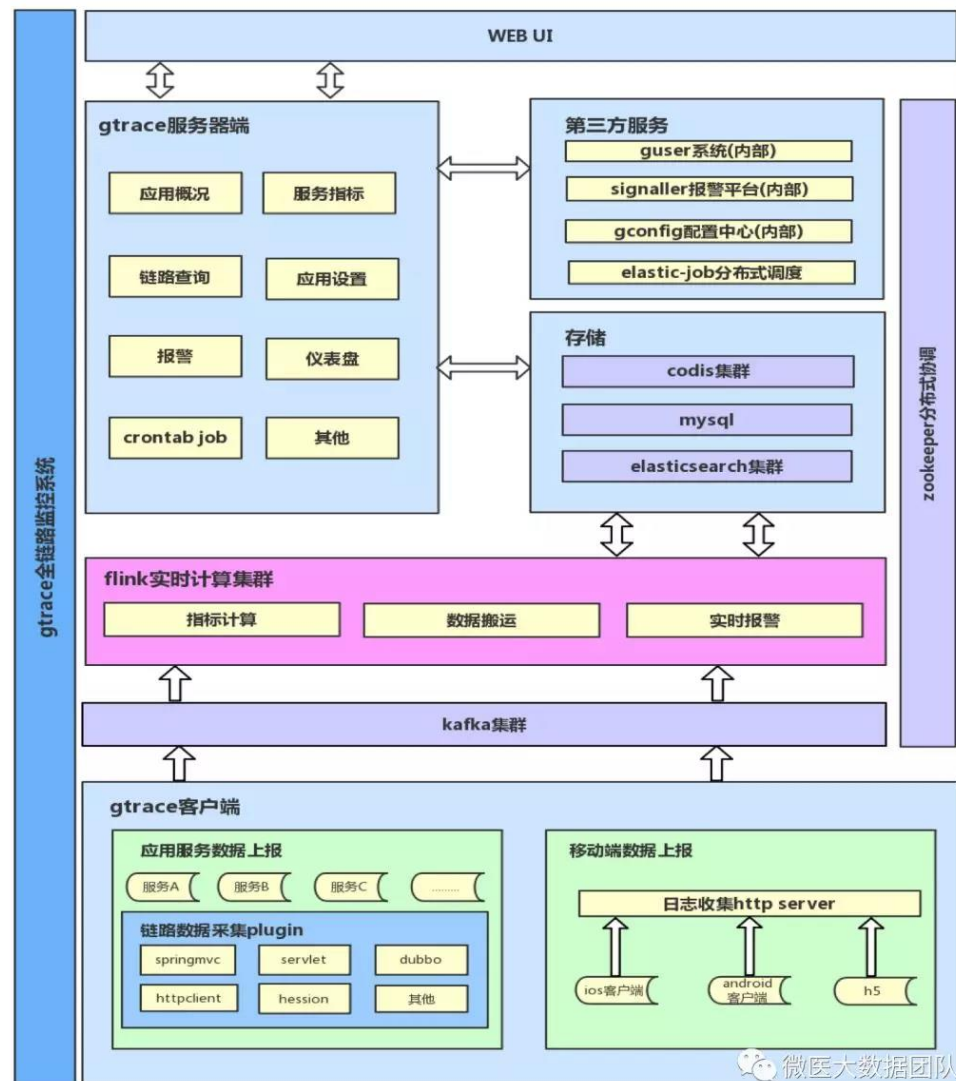 WEB UI
gtrace全链路监控系统
gtrace服务器端
应用概况
服务指标
链路查询
应用设置
报警
仪表盘
crontab job
其他
第三方服务
guser系统(内部)
signaller报警平台(内部)
gconfig配置中心(内部)
elastic-job分布式调度
存储
codis集群
mysql
elasticsearch集群
zookeeper分布式协调
flink实时计算集群
指标计算
数据搬运
实时报警
kafka集群
gtrace客户端
应用服务数据上报
服务A
服务B
服务C
.........
链路数据采集plugin
springmvc
servlet
dubbo
httpclient
hession
其他
移动端数据上报
日志收集http server
ios客户端
android
客户端
h5
微医大数据团队